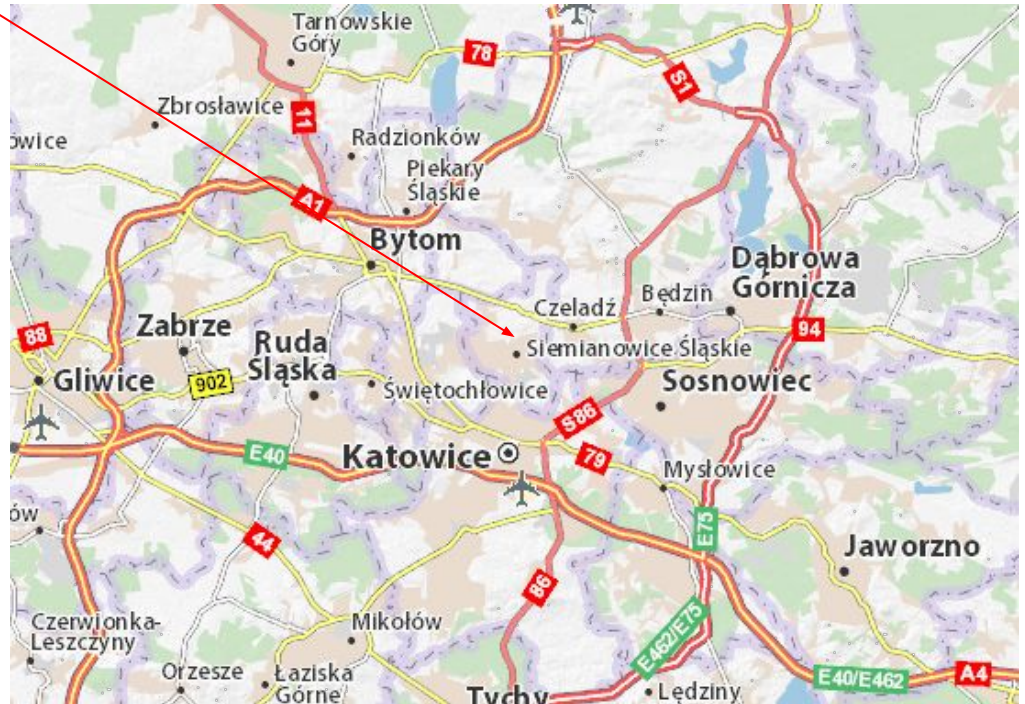 Tarnowskie
Góry
78
S1
Zbrosławice
11
owice
Radzionków
Piekary
Śląskie
A1
Bytom
Dąbrowa
Górnicza
Będzin
Czeladź
88
Zabrze
Ruda
Śląska
94
Siemianowice Śląskie
Gliwice
902
Świętochłowice
Sosnowiec
S86
E40
Katowice
79
Mysłowice
ów
44
E75
Jaworzno
86
Czerwionka-
Leszczyny
Mikołów
E462/E75
Orzesze
Łaziska
Górne
Tychy
Lędziny
E40/E462
A4